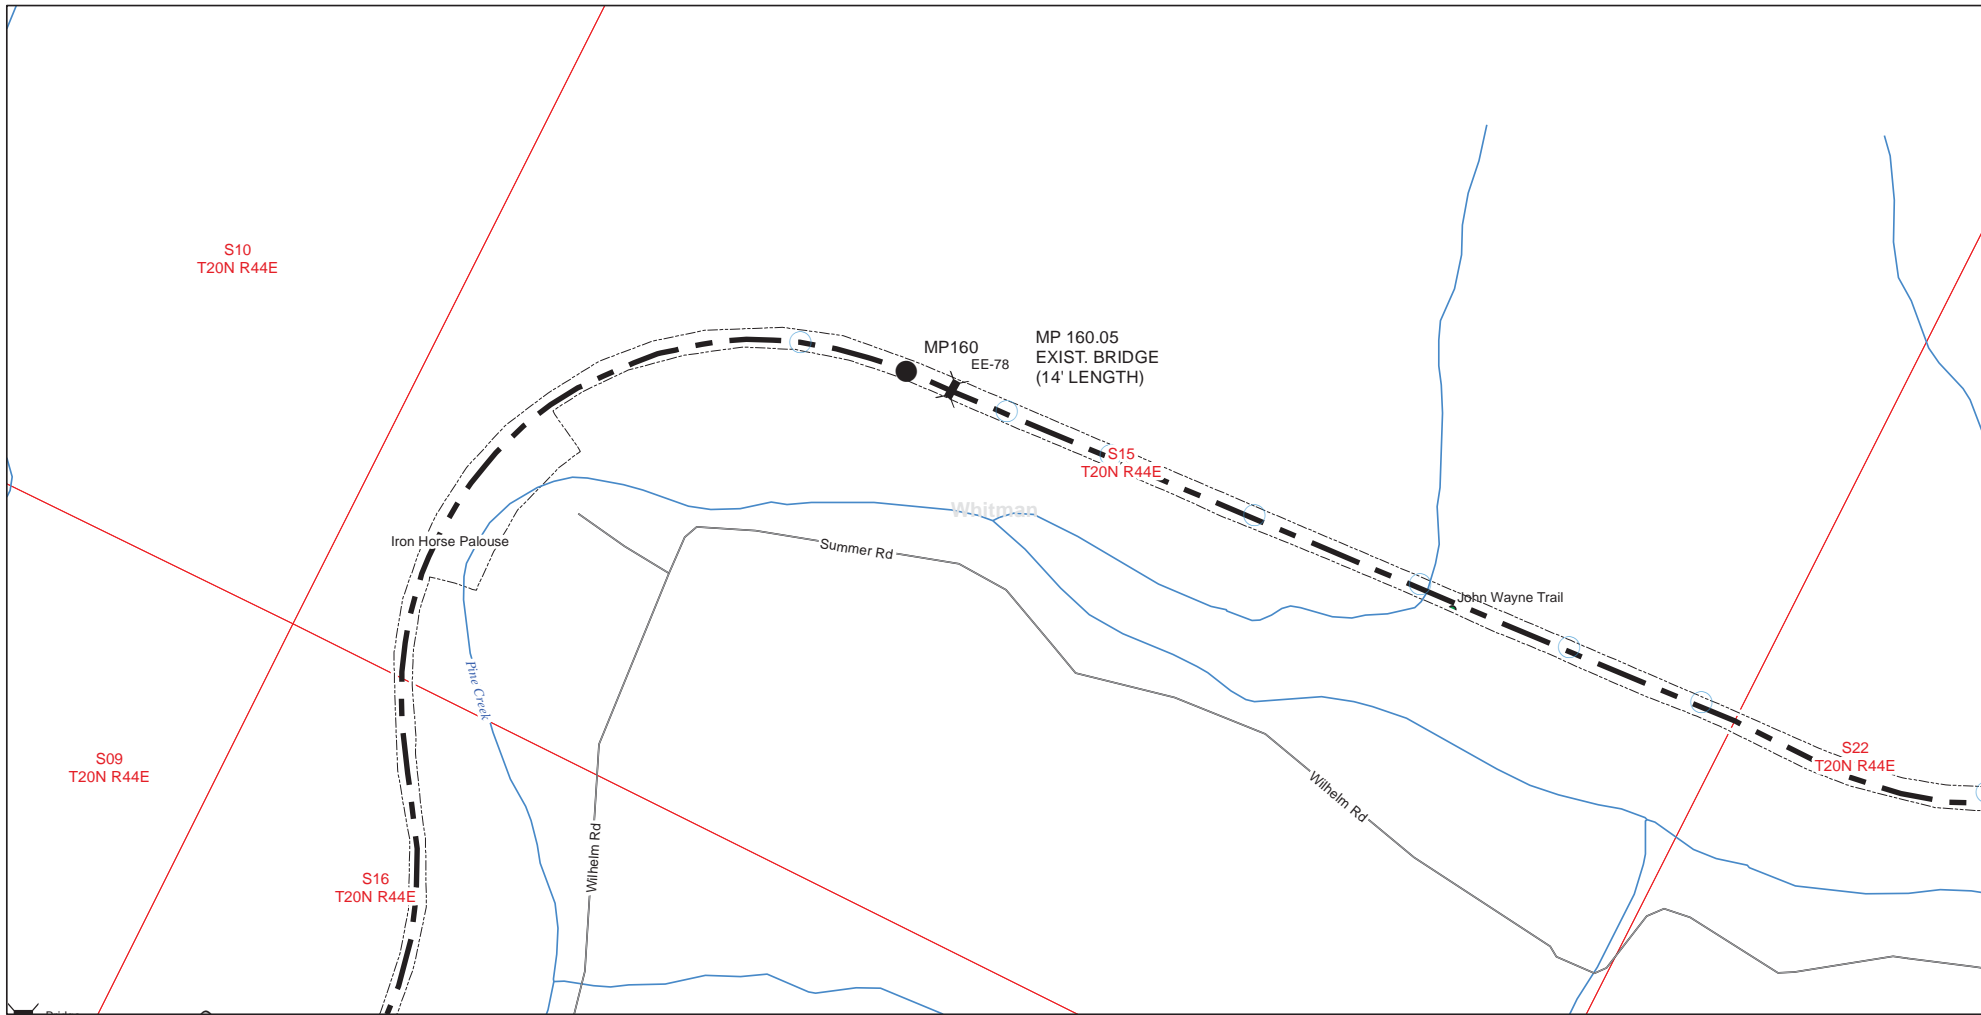 S10
T20N R44E
MP160
EE-78
MP 160.05
EXIST. BRIDGE
(14' LENGTH)
S15
T20N R44E
Whitman
Iron Horse Palouse
Summer Rd
John Wayne Trail
Pine Creek
S09
T20N R44E
S22
T20N R44E
Wilhelm Rd
Wilhelm Rd
S16
T20N R44E